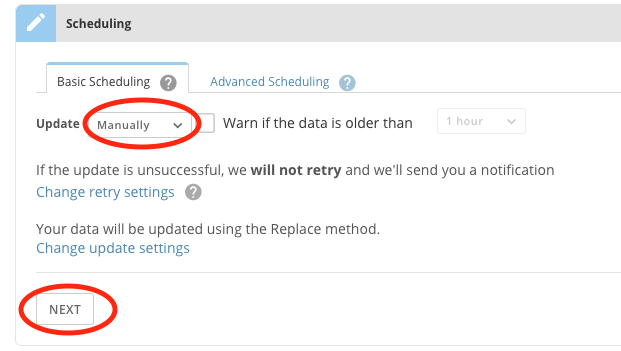 Scheduling
Basic Scheduling ? Advanced Scheduling ?
Update Manually Warn if the data is older than 1 hour
If the update is unsuccessful, we will not retry and we'll send you a notification
Change retry settings ?
Your data will be updated using the Replace method.
Change update settings
NEXT